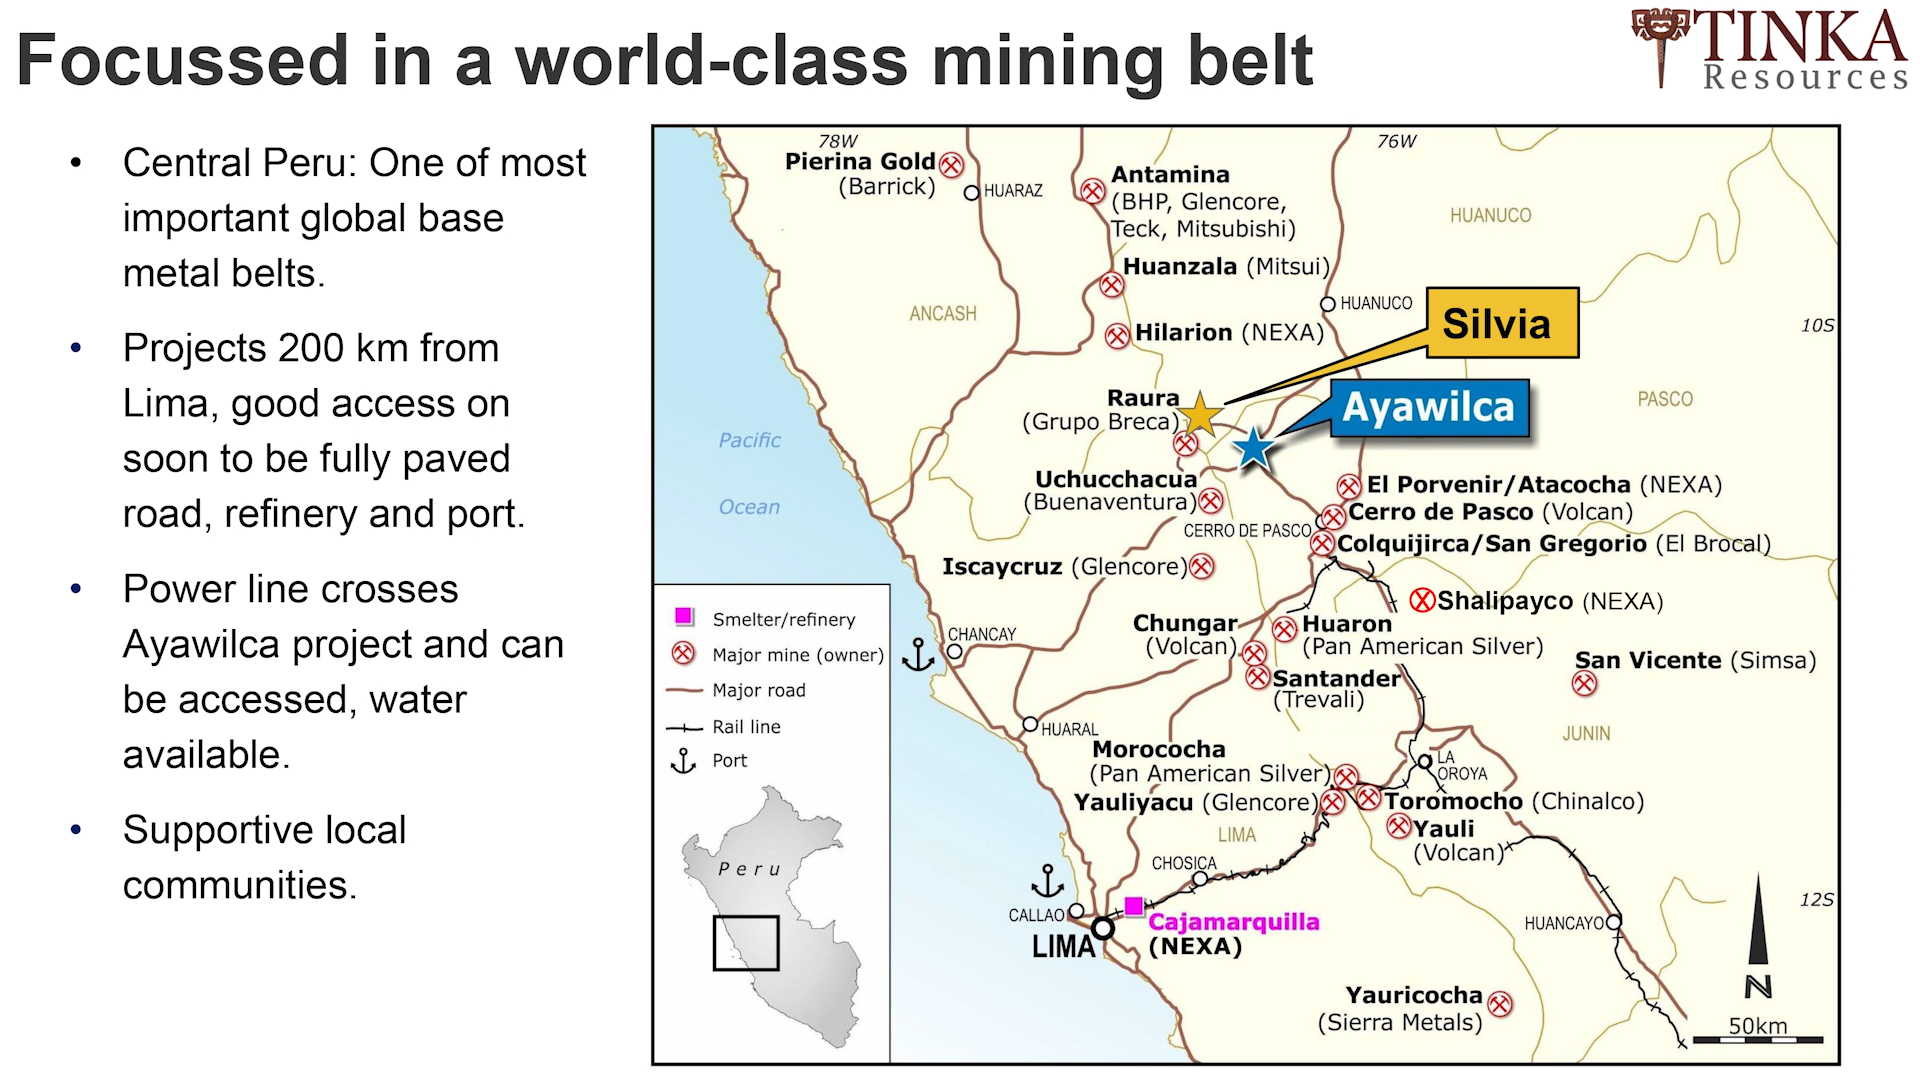 Focussed in a world-class mining belt
TINKA
Resources
• Central Peru: One of most
important global base
metal belts.
• Projects 200 km from
Lima, good access on
soon to be fully paved
road, refinery and port.
• Power line crosses
Ayawilca project and can
be accessed, water
available.
• Supportive local
communities.
78W
76W
Pierina Gold
(Barrick)
HUARAZ
Antamina
(BHP, Glencore,
Teck, Mitsubishi)
HUANUCO
Huanzala (Mitsui)
ANCASH
HUANUCO
Silvia
10S
Hilarion (NEXA)
Raura
(Grupo Breca)
Ayawilca
PASCO
Pacific
Ocean
Uchucchacua
(Buenaventura)
El Porvenir/Atacocha (NEXA)
CERRO DE PASCO
Cerro de Pasco (Volcan)
Colquijirca/San Gregorio (El Brocal)
Iscaycruz (Glencore)
Shalipayco (NEXA)
Chungar
(Volcan)
Huaron
(Pan American Silver)
CHANCAY
San Vicente (Simsa)
Santander
(Trevali)
HUARAL
JUNIN
Morococha
(Pan American Silver)
LA
OROYA
Yauliyacu (Glencore)
Toromocho (Chinalco)
Yauli
(Volcan)
LIMA
CHOSICA
CALLAO
LIMA
Cajamarquilla
(NEXA)
HUANCAYO
12S
Yauricocha
(Sierra Metals)
N
50km
Smelter/refinery
Major mine (owner)
Major road
Rail line
Port
Peru